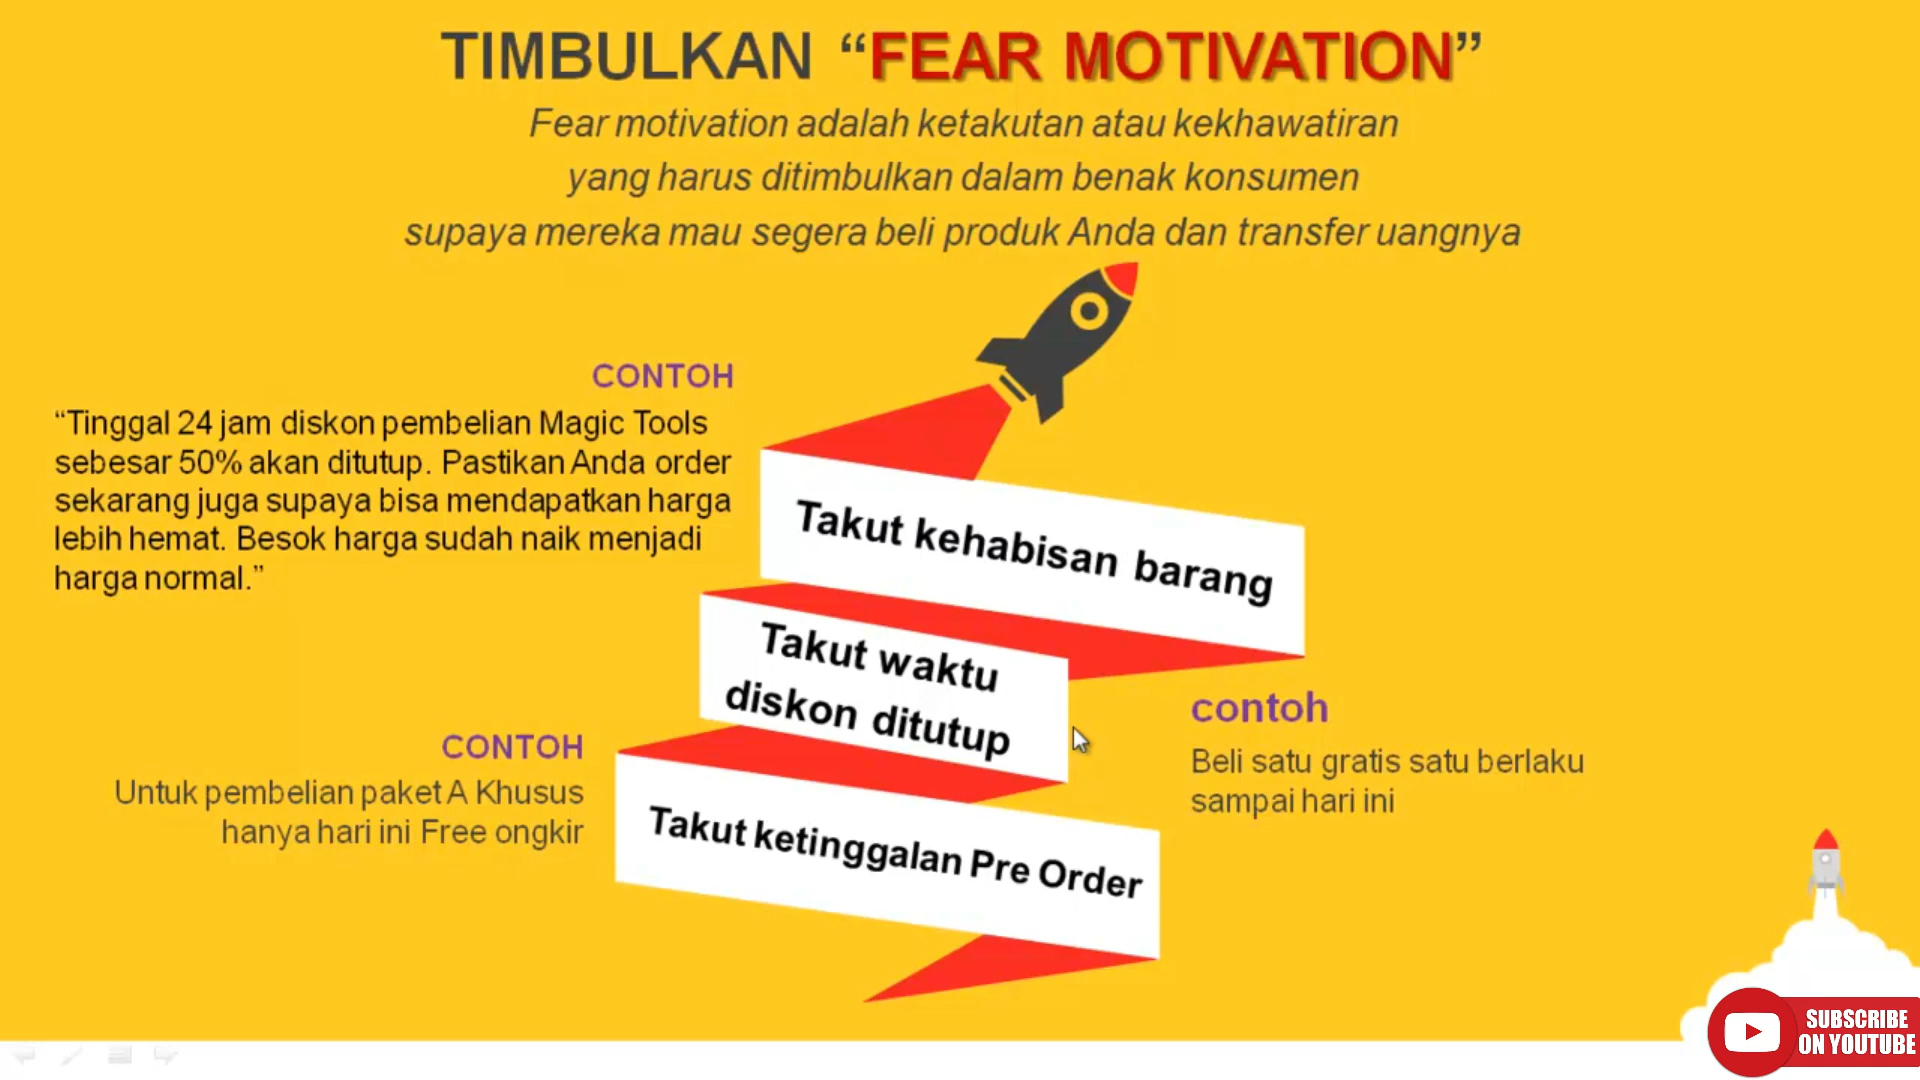 TIMBULKAN “FEAR MOTIVATION”
Fear motivation adalah ketakutan atau kekhawatiran
yang harus ditimbulkan dalam benak konsumen
supaya mereka mau segera beli produk Anda dan transfer uangnya
CONTOH
“Tinggal 24 jam diskon pembelian Magic Tools
sebesar 50% akan ditutup. Pastikan Anda order
sekarang juga supaya bisa mendapatkan harga
lebih hemat. Besok harga sudah naik menjadi
harga normal.”
Takut kehabisan barang
Takut waktu
diskon ditutup
contoh
Beli satu gratis satu berlaku
sampai hari ini
CONTOH
Untuk pembelian paket A Khusus
hanya hari ini Free ongkir
Takut ketinggalan Pre Order
SUBSCRIBE
ON YOUTUBE